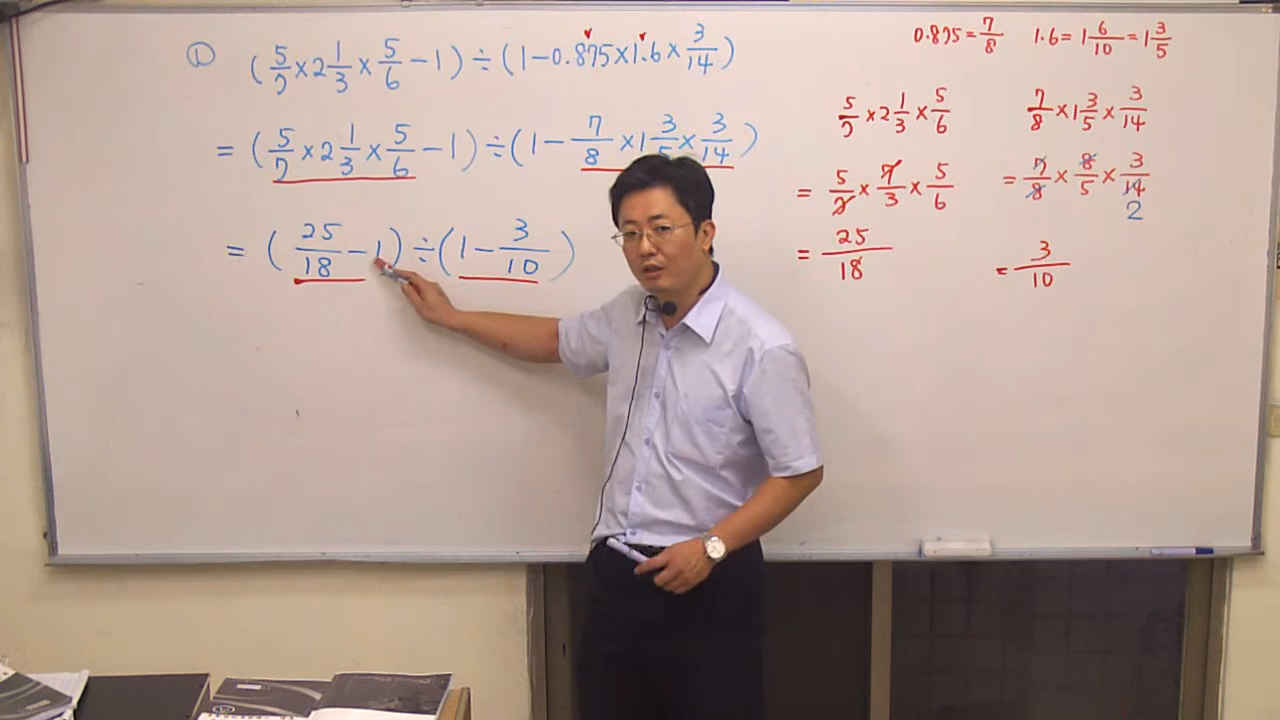 ① (5/7 × 2 1/3 × 5/6 − 1) ÷ (1 − 0.875 × 1.6 × 3/14)
= (5/7 × 2 1/3 × 5/6 − 1) ÷ (1 − 7/8 × 1 3/5 × 3/14)
= (25/18 − 1) ÷ (1 − 3/10)
0.875 = 7/8 1.6 = 1 6/10 = 1 3/5
5/7 × 2 1/3 × 5/6
= 5/7 × 7/3 × 5/6
= 25/18
7/8 × 1 3/5 × 3/14
= 7/8 × 8/5 × 3/14
2
= 3/10